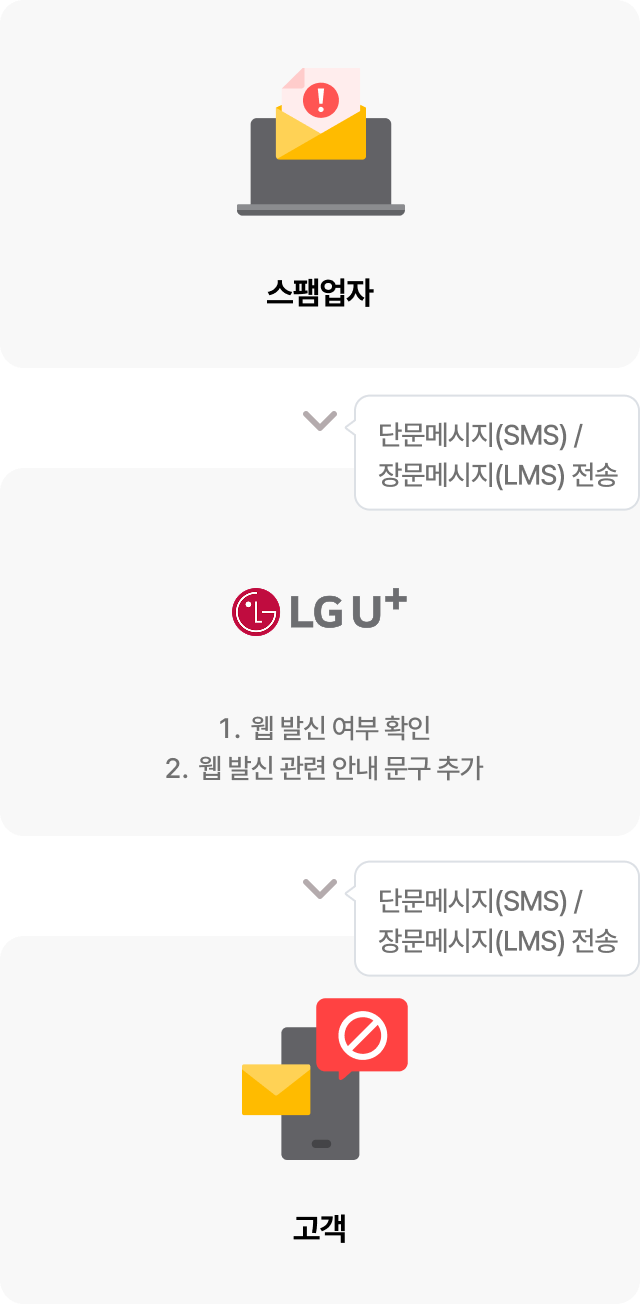 스팸업자
단문메시지(SMS) /
장문메시지(LMS) 전송
LG U+
1. 웹 발신 여부 확인
2. 웹 발신 관련 안내 문구 추가
단문메시지(SMS) /
장문메시지(LMS) 전송
고객